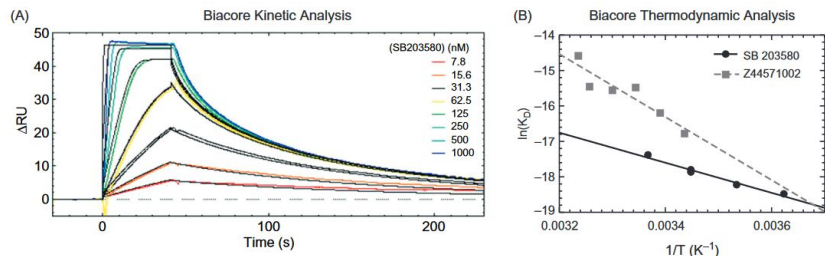 (A)
Biacore Kinetic Analysis
50
40
30
20
10
0
ΔRU
0
100
200
Time (s)
(SB203580) (nM)
7.8
15.6
31.3
62.5
125
250
500
1000
(B)
Biacore Thermodynamic Analysis
−14
−15
−16
−17
−18
−19
ln(K_D)
SB 203580
Z44571002
0.0032
0.0034
0.0036
1/T (K⁻¹)